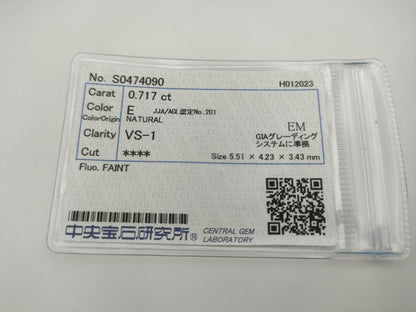 No. S0474090
H012023
Carat 0.717 ct
Color E JJA/AGL認定No.201
ColorOrigin NATURAL
Clarity VS-1
EM
GIAグレーディング
システムに準拠
Cut ****
Size 5.51 × 4.23 × 3.43 mm
Fluo. FAINT
中央宝石研究所®
CENTRAL GEM
LABORATORY